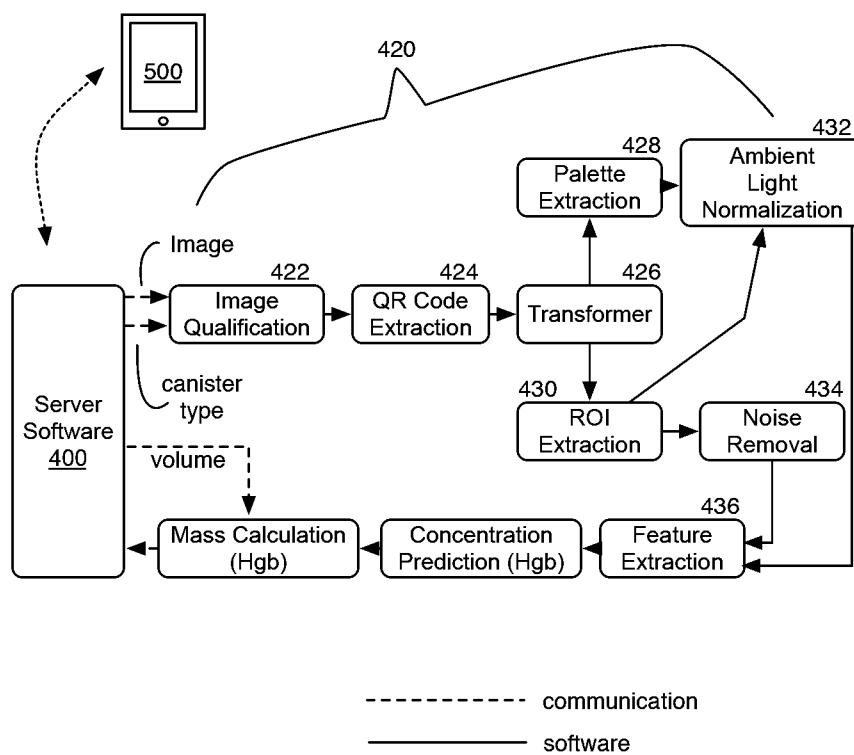 500
420
432
Ambient
Light
Normalization
428
Palette
Extraction
Image
422
Image
Qualification
424
QR Code
Extraction
426
Transformer
canister
type
430
ROI
Extraction
434
Noise
Removal
Server
Software
400
volume
436
Mass Calculation
(Hgb)
Concentration
Prediction (Hgb)
Feature
Extraction
communication
software